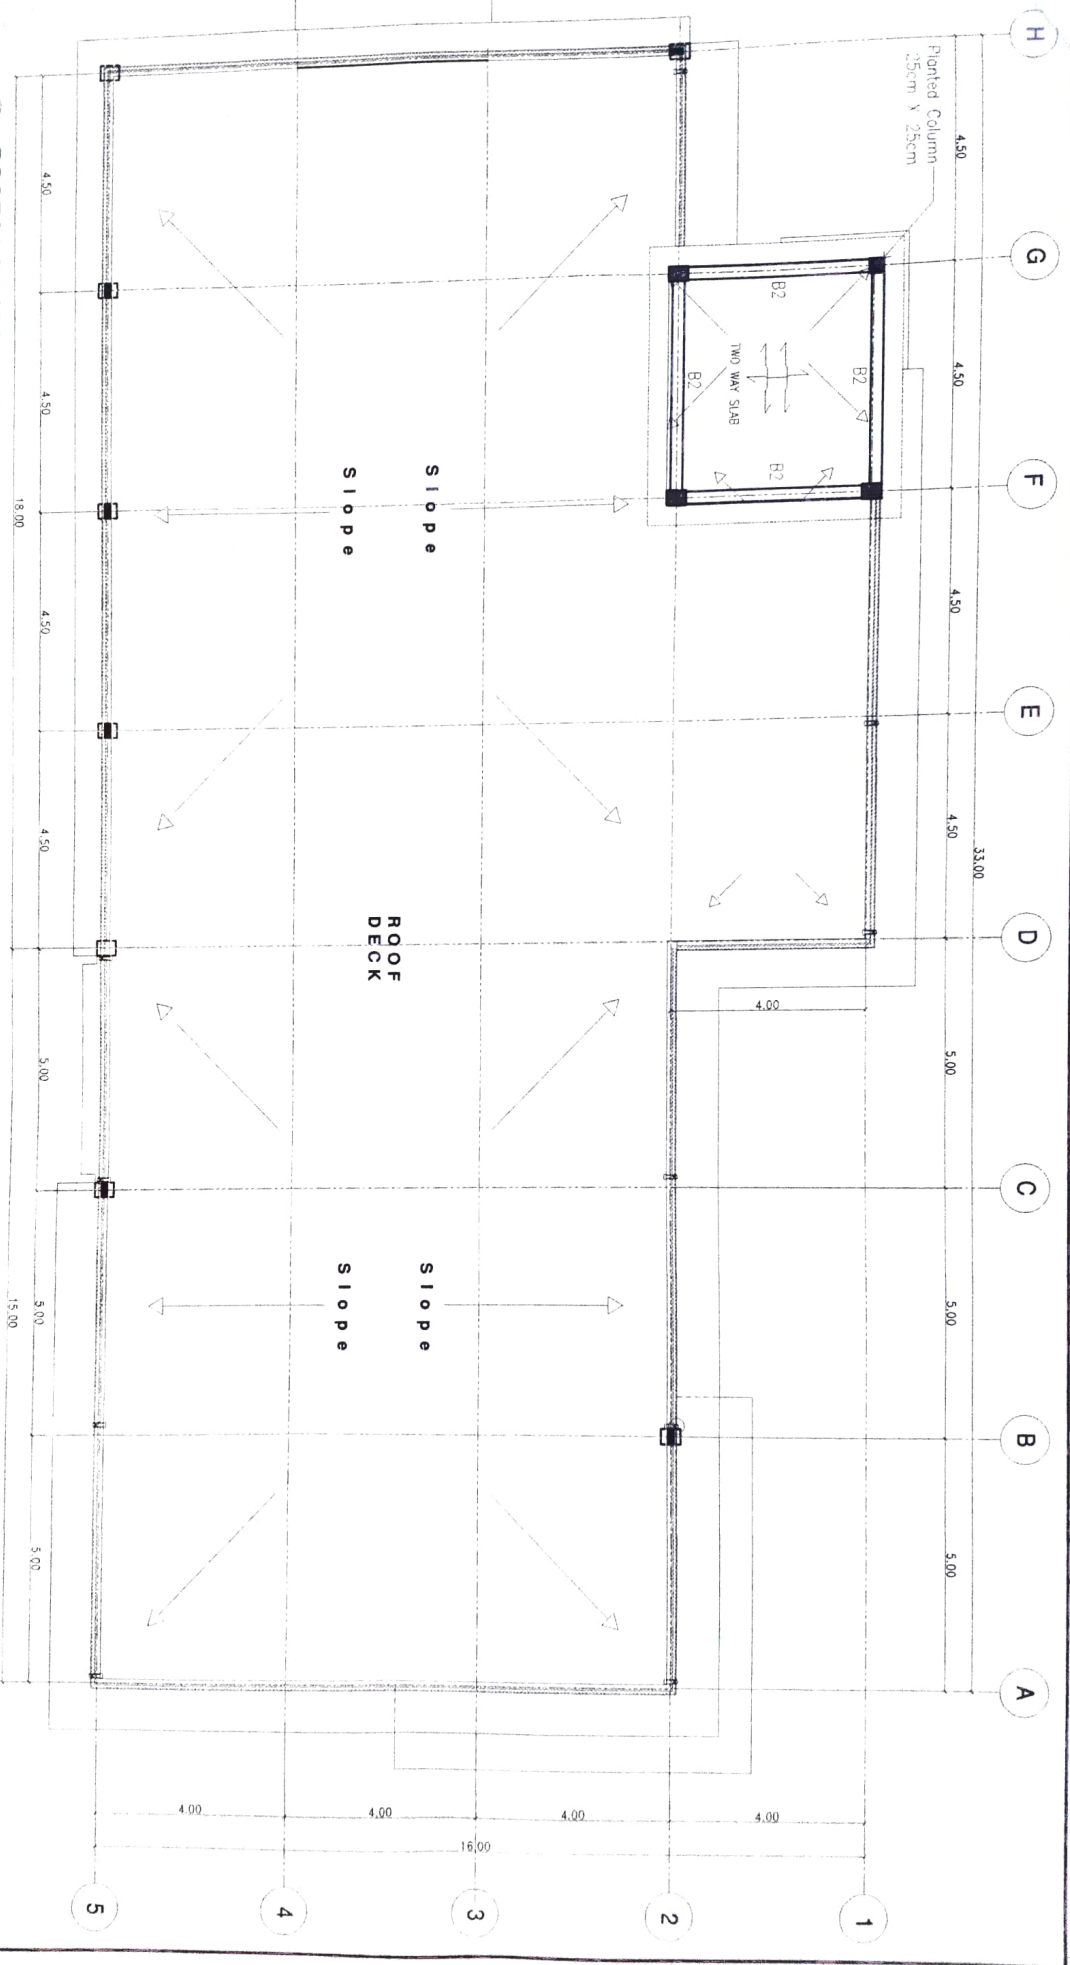 H G F E D C B A
33.00
4.50 4.50 4.50 4.50 5.00 5.00 5.00
Planted Column
25cm X 25cm
1
B2
4.00
4.00
B2
B2
TWO WAY SLAB
B2
2
4.00
16.00
3
4.00
Slope
Slope
ROOF
DECK
Slope
Slope
4
4.00
5
4.50 4.50 4.50 4.50 5.00 5.00 5.00
18.00 15.00